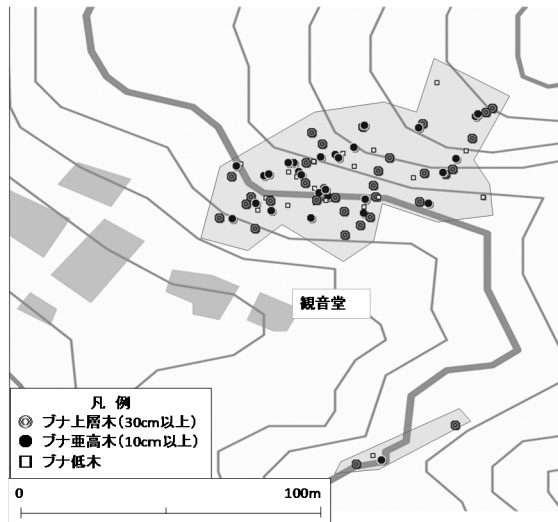 観音堂
凡 例
ブナ上層木(30cm以上)
ブナ亜高木(10cm以上)
ブナ低木
0 100m